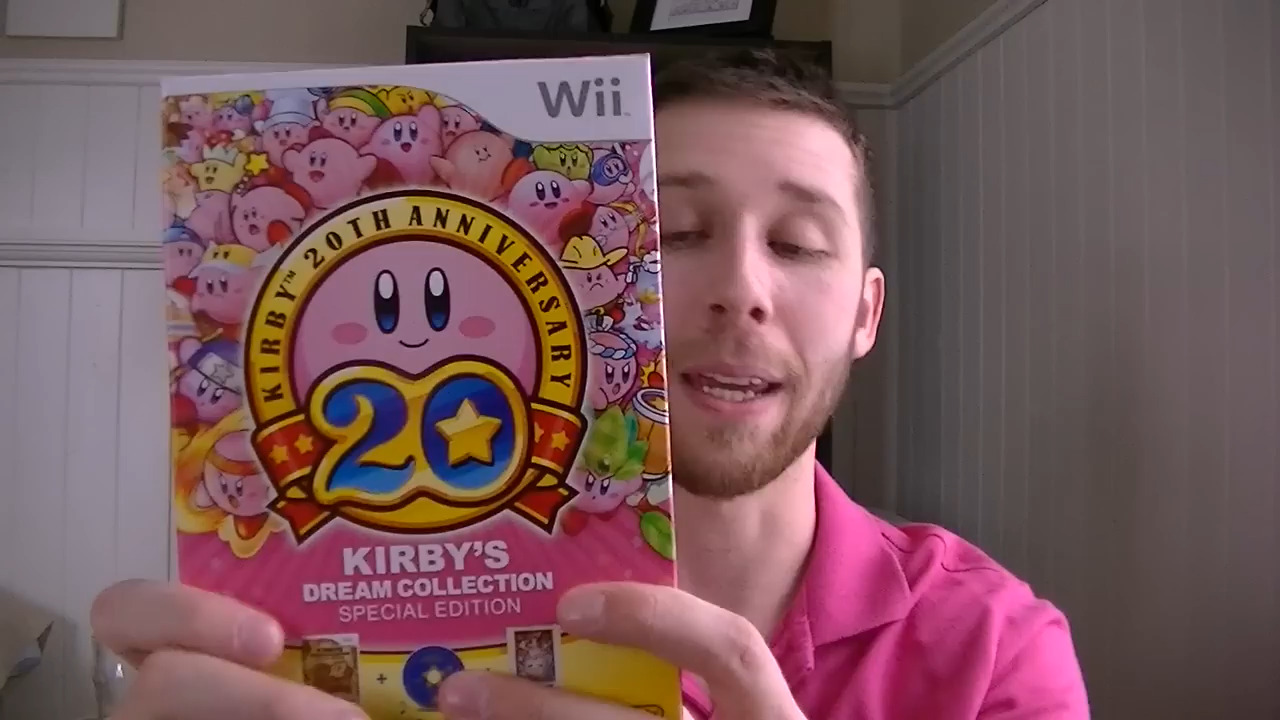 Wii
KIRBY™ 20TH ANNIVERSARY
20
KIRBY'S
DREAM COLLECTION
SPECIAL EDITION
+